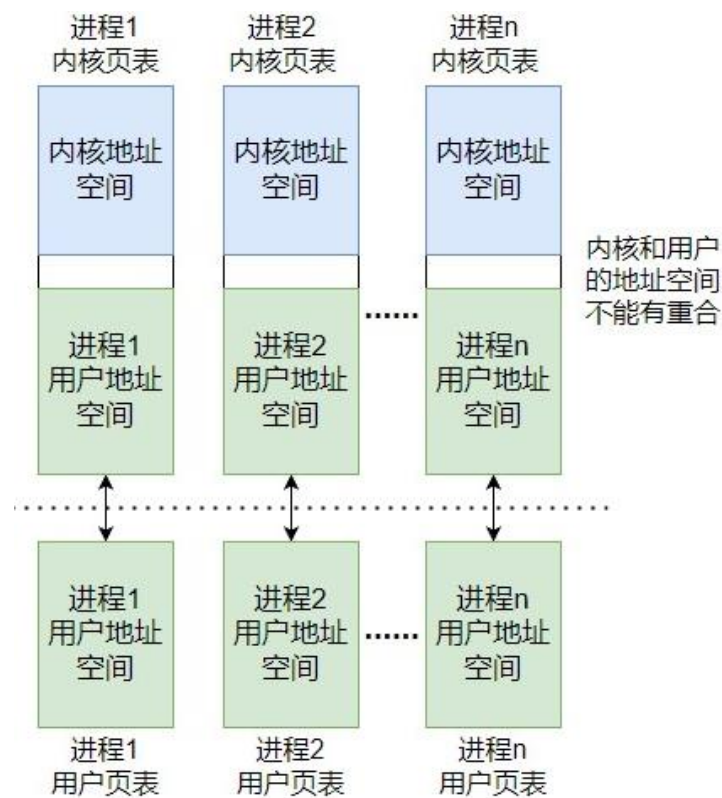 进程1
内核页表
进程2
内核页表
进程n
内核页表
内核地址
空间
内核地址
空间
内核地址
空间
内核和用户
的地址空间
不能有重合
进程1
用户地址
空间
进程2
用户地址
空间
......
进程n
用户地址
空间
进程1
用户地址
空间
进程2
用户地址
空间
......
进程n
用户地址
空间
进程1
用户页表
进程2
用户页表
进程n
用户页表